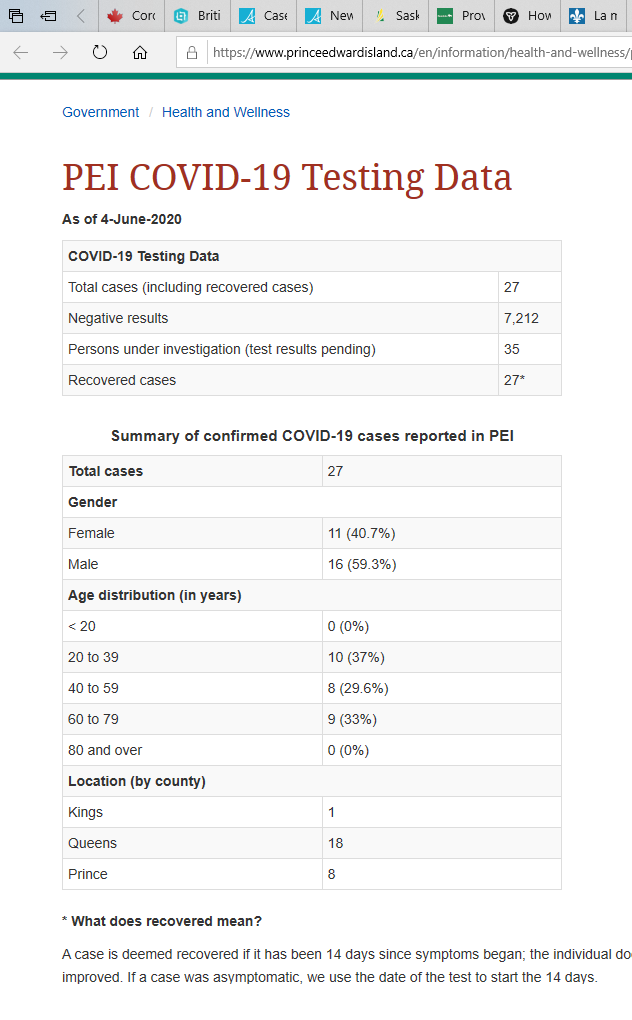 Cor Briti Case New Sask Prov How La n
https://www.princeedwardisland.ca/en/information/health-and-wellness/
Government / Health and Wellness
PEI COVID-19 Testing Data
As of 4-June-2020
COVID-19 Testing Data
Total cases (including recovered cases) 27
Negative results 7,212
Persons under investigation (test results pending) 35
Recovered cases 27*
Summary of confirmed COVID-19 cases reported in PEI
Total cases 27
Gender
Female 11 (40.7%)
Male 16 (59.3%)
Age distribution (in years)
< 20 0 (0%)
20 to 39 10 (37%)
40 to 59 8 (29.6%)
60 to 79 9 (33%)
80 and over 0 (0%)
Location (by county)
Kings 1
Queens 18
Prince 8
* What does recovered mean?
A case is deemed recovered if it has been 14 days since symptoms began; the individual do
improved. If a case was asymptomatic, we use the date of the test to start the 14 days.